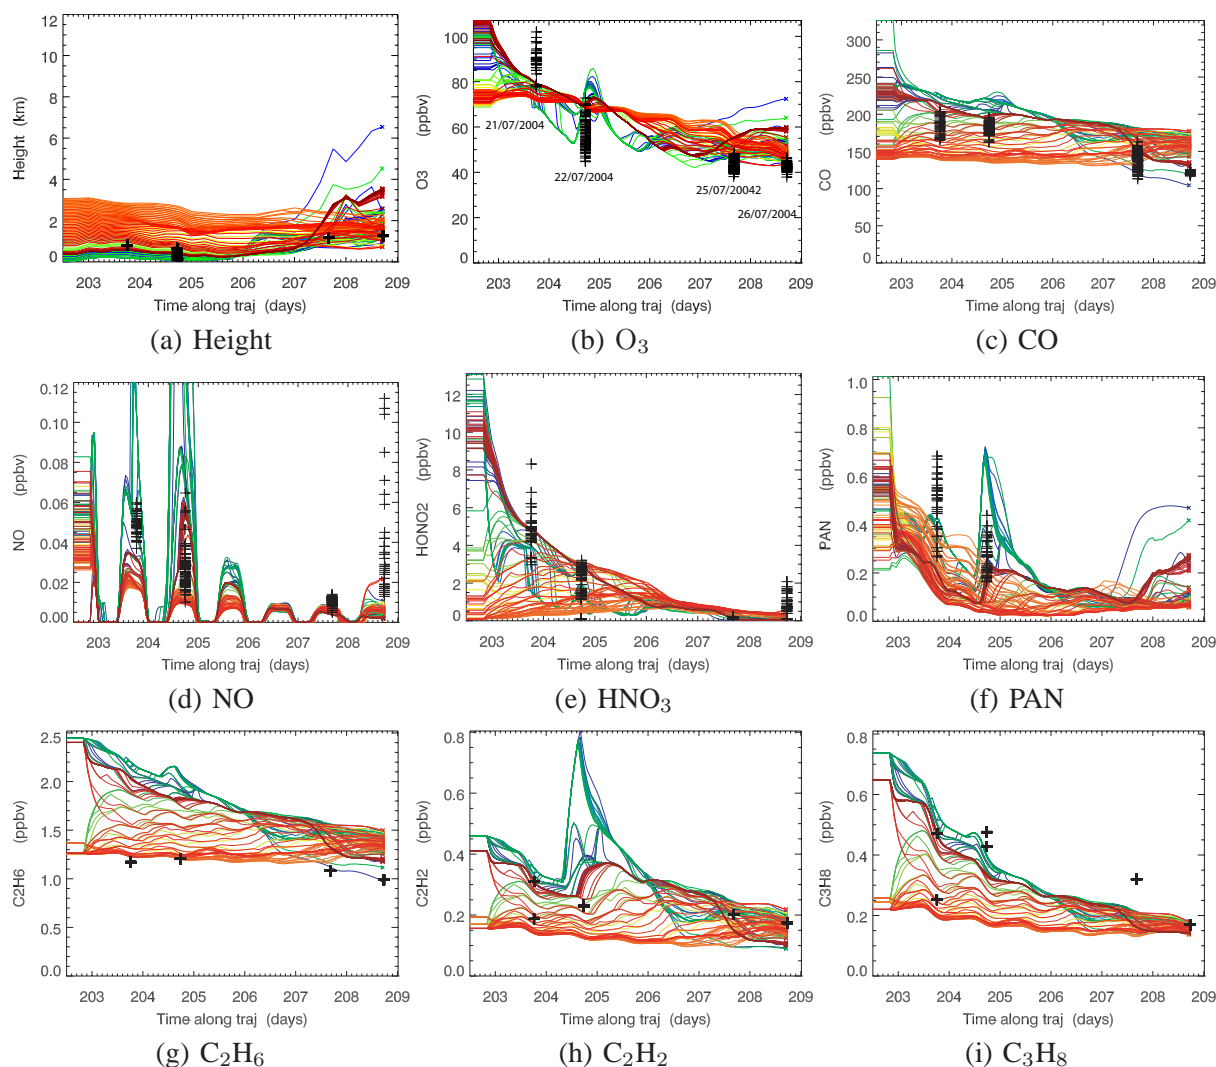 12
10
8
6
4
2
0
Height (km)
203 204 205 206 207 208 209
Time along traj (days)
(a) Height
100
80
60
40
20
0
O3 (ppbv)
21/07/2004
22/07/2004
25/07/20042
26/07/2004
203 204 205 206 207 208 209
Time along traj (days)
(b) O₃
300
250
200
150
100
50
0
CO (ppbv)
203 204 205 206 207 208 209
Time along traj (days)
(c) CO
0.12
0.10
0.08
0.06
0.04
0.02
0.00
NO (ppbv)
203 204 205 206 207 208 209
Time along traj (days)
(d) NO
12
10
8
6
4
2
0
HONO2 (ppbv)
203 204 205 206 207 208 209
Time along traj (days)
(e) HNO₃
1.0
0.8
0.6
0.4
0.2
0.0
PAN (ppbv)
203 204 205 206 207 208 209
Time along traj (days)
(f) PAN
2.5
2.0
1.5
1.0
0.5
0.0
C2H6 (ppbv)
203 204 205 206 207 208 209
Time along traj (days)
(g) C₂H₆
0.8
0.6
0.4
0.2
0.0
C2H2 (ppbv)
203 204 205 206 207 208 209
Time along traj (days)
(h) C₂H₂
0.8
0.6
0.4
0.2
0.0
C3H8 (ppbv)
203 204 205 206 207 208 209
Time along traj (days)
(i) C₃H₈